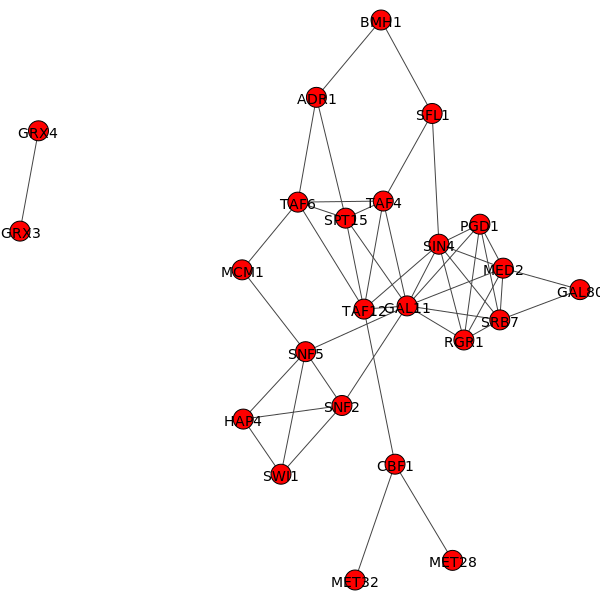 BMH1
ADR1
SFL1
GRX4
TAF6
TAF4
SPT15
PGD1
GRX3
SIN4
MCM1
MED2
GAL80
TAF12
GAL11
SRB7
RGR1
SNF5
SNF2
HAP4
CBF1
SWI1
MET28
MET32